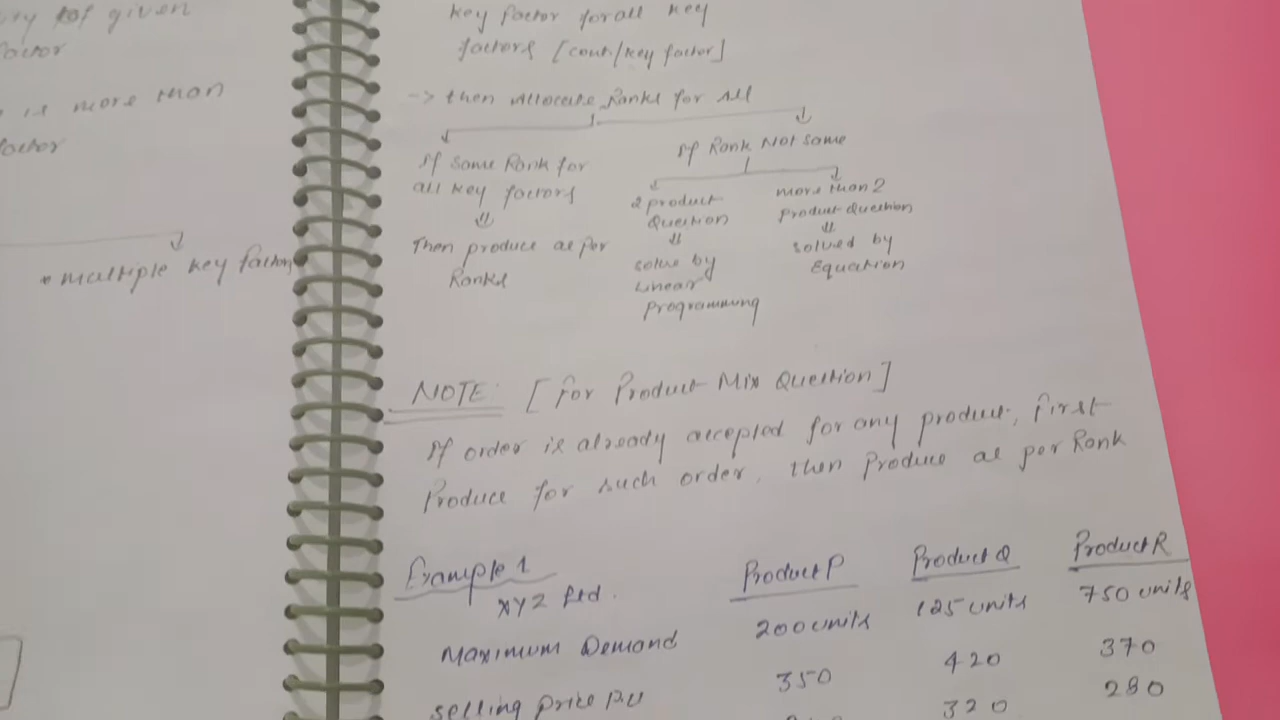 of given
factor
is more than
factor
* multiple key factor
key factor for all key
factors [cont/key factor]
-> then Allocate Ranks for All
If Same Rank for
all key factors
Then produce as per
Ranks
If Rank Not Same
2 product
Question
solve by
Linear
Programming
more than 2
product question
solved by
Equation
NOTE: [For Product Mix Question]
If order is already accepted for any product, First
Produce for such order, then Produce as per Rank
Example 1 Product P Product Q Product R
XYZ Ltd.
Maximum Demand 200 units 125 units 750 units
Selling Price P.U 350 420 370
320 280